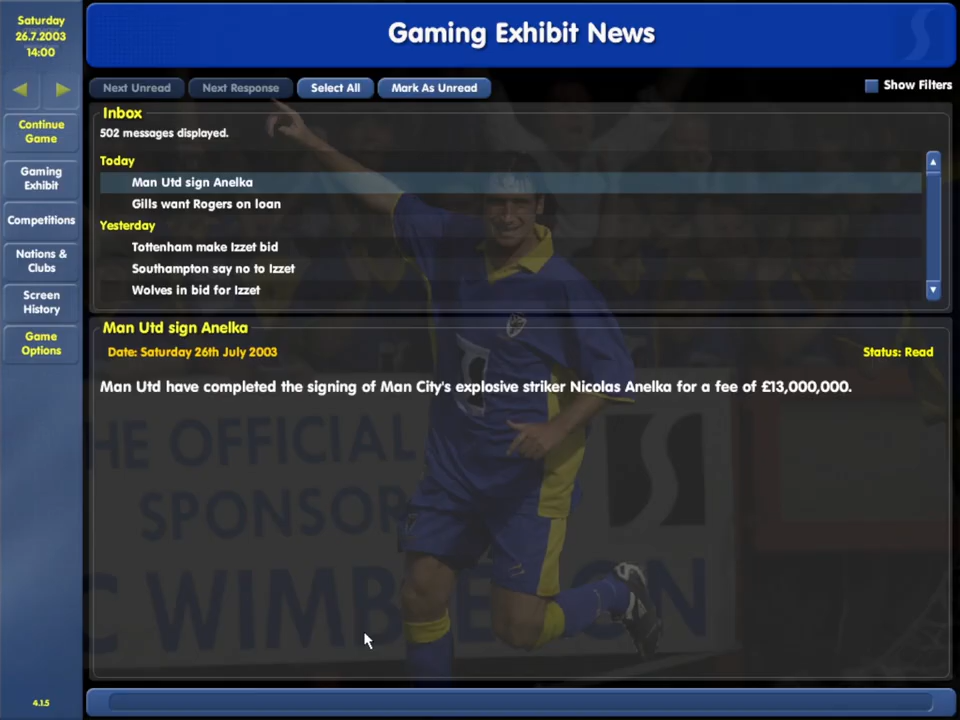 Saturday
26.7.2003
14:00
Gaming Exhibit News
Next Unread
Next Response
Select All
Mark As Unread
Show Filters
Continue
Game
Gaming
Exhibit
Competitions
Nations &
Clubs
Screen
History
Game
Options
Inbox
502 messages displayed.
Today
Man Utd sign Anelka
Gills want Rogers on loan
Yesterday
Tottenham make Izzet bid
Southampton say no to Izzet
Wolves in bid for Izzet
Man Utd sign Anelka
Date: Saturday 26th July 2003
Status: Read
Man Utd have completed the signing of Man City's explosive striker Nicolas Anelka for a fee of £13,000,000.
HE OFFICIAL
SPONSOR
C WIMBLEDON
4.1.5